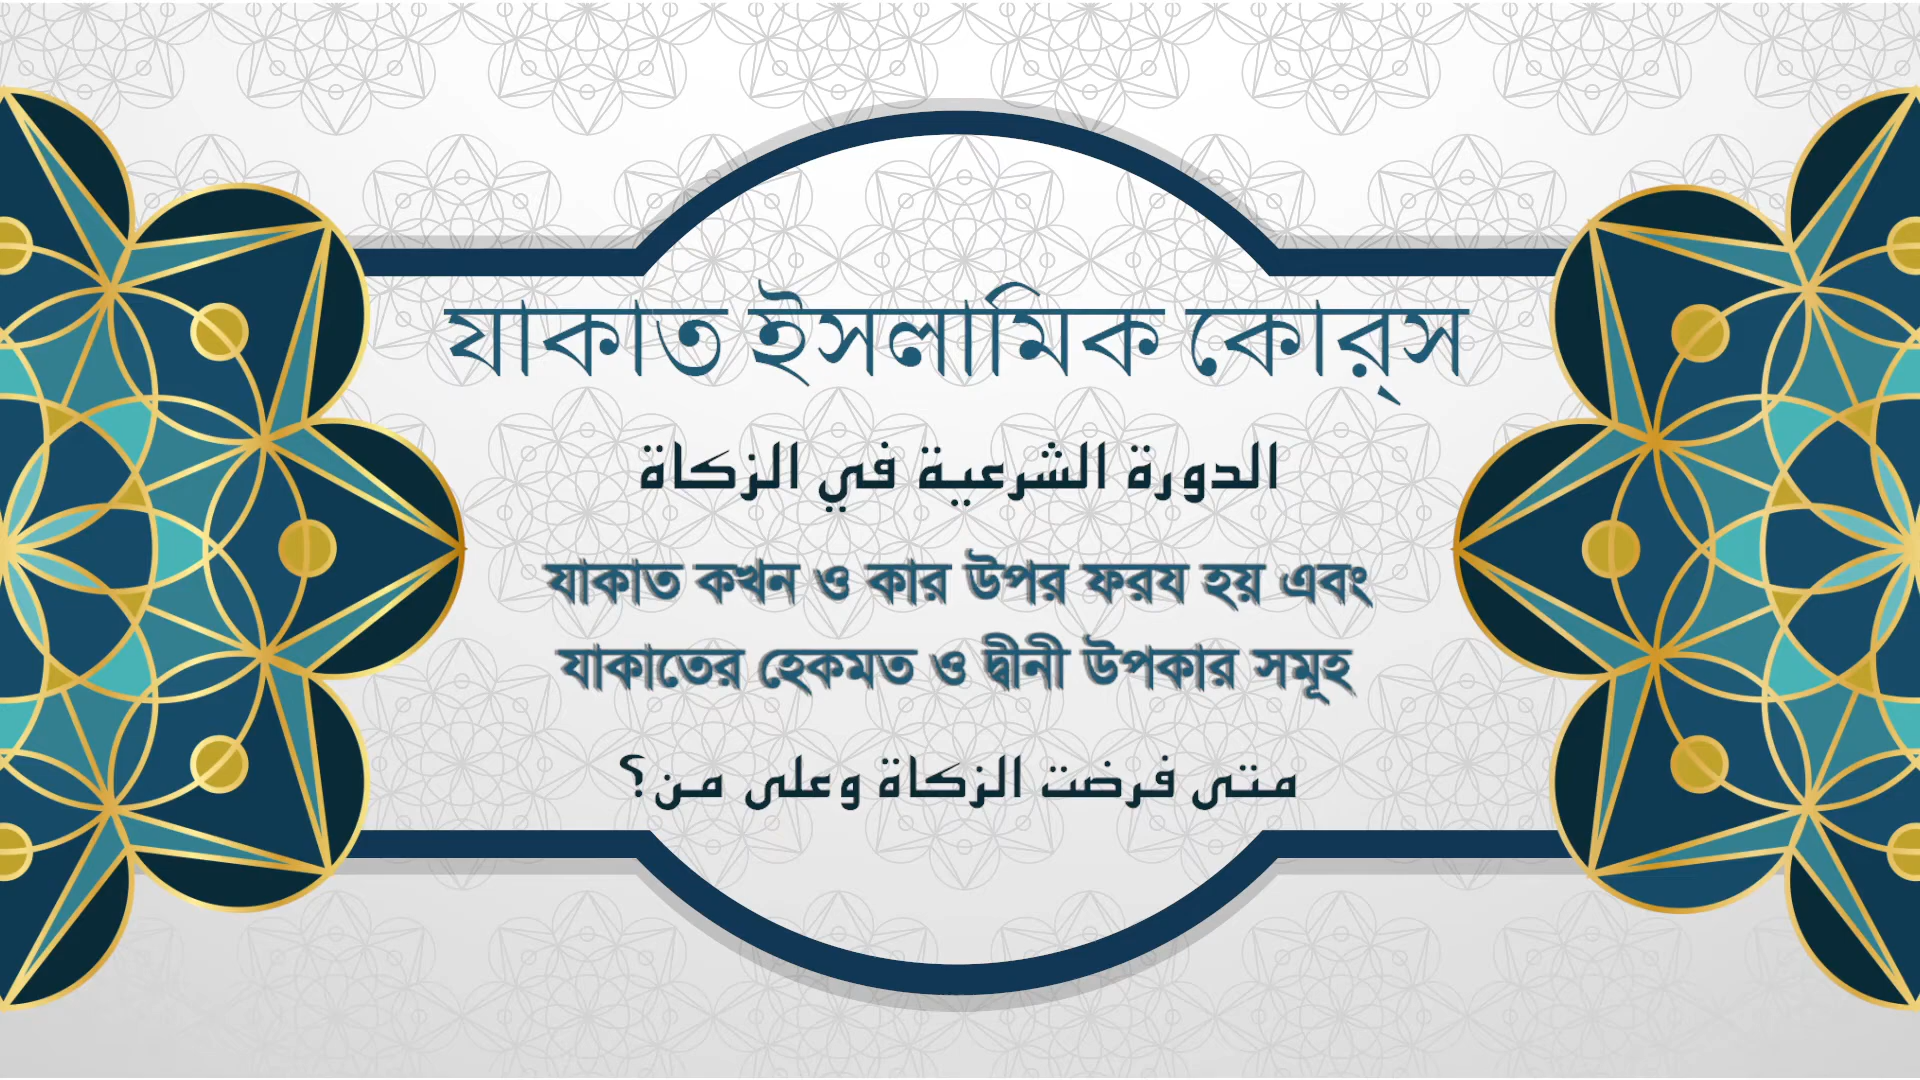 যাকাত ইসলামিক কোর্স
الدورة الشرعية في الزكاة
যাকাত কখন ও কার উপর ফরয হয় এবং
যাকাতের হেকমত ও দ্বীনী উপকার সমূহ
متى فرضت الزكاة وعلى من؟